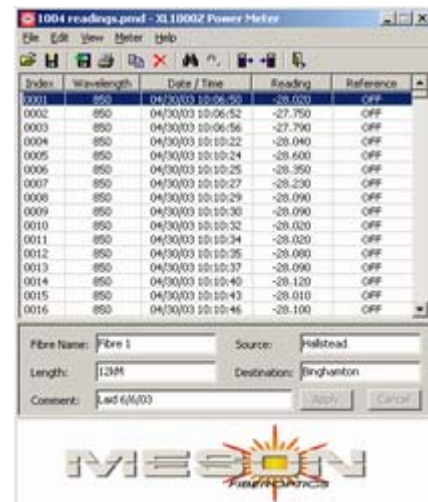 1004 readings.pmd - XL1000Z Power Meter
File Edit View Meter Help
Index Wavelength Date / Time Reading Reference
0001 850 04/30/03 10:06:50 -28.020 OFF
0002 850 04/30/03 10:06:52 -27.750 OFF
0003 850 04/30/03 10:06:56 -27.790 OFF
0004 850 04/30/03 10:10:22 -28.040 OFF
0005 850 04/30/03 10:10:24 -28.600 OFF
0006 850 04/30/03 10:10:25 -28.350 OFF
0007 850 04/30/03 10:10:27 -28.230 OFF
0008 850 04/30/03 10:10:29 -28.090 OFF
0009 850 04/30/03 10:10:30 -28.090 OFF
0010 850 04/30/03 10:10:32 -28.020 OFF
0011 850 04/30/03 10:10:34 -28.020 OFF
0012 850 04/30/03 10:10:35 -28.080 OFF
0013 850 04/30/03 10:10:37 -28.090 OFF
0014 850 04/30/03 10:10:40 -28.120 OFF
0015 850 04/30/03 10:10:43 -28.010 OFF
0016 850 04/30/03 10:10:46 -28.100 OFF
Fibre Name: Fibre 1 Source: Hallstead
Length: 12kM Destination: Binghamton
Comment: Laid 6/6/03 Apply Cancel
MESON
FIBEROPTICS